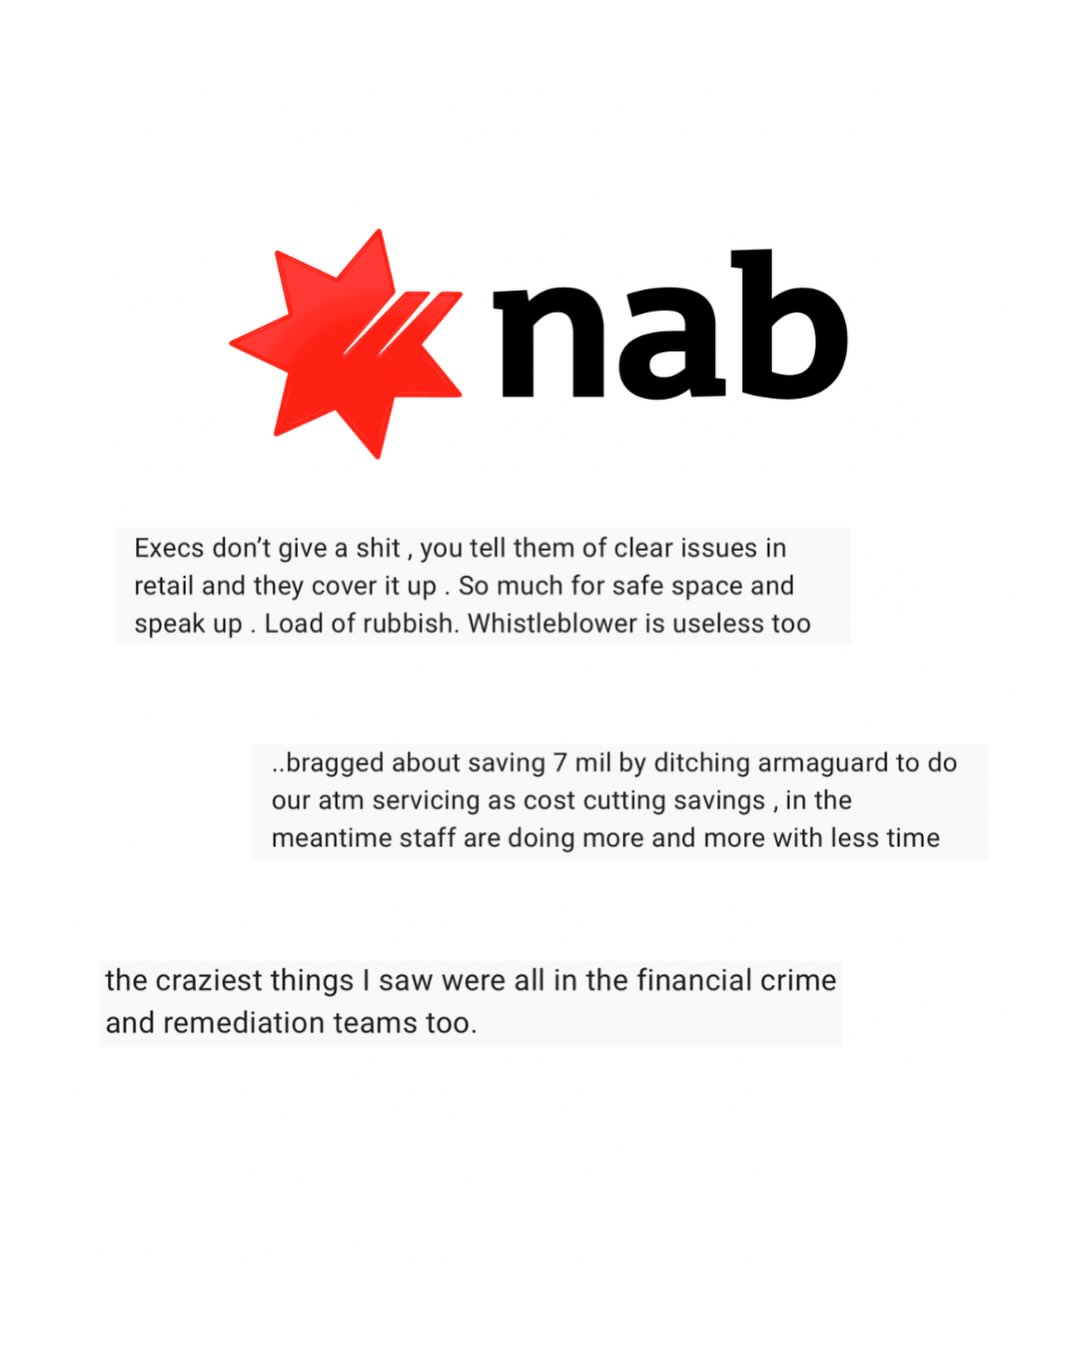 nab
Execs don’t give a shit , you tell them of clear issues in
retail and they cover it up . So much for safe space and
speak up . Load of rubbish. Whistleblower is useless too
..bragged about saving 7 mil by ditching armaguard to do
our atm servicing as cost cutting savings , in the
meantime staff are doing more and more with less time
the craziest things I saw were all in the financial crime
and remediation teams too.